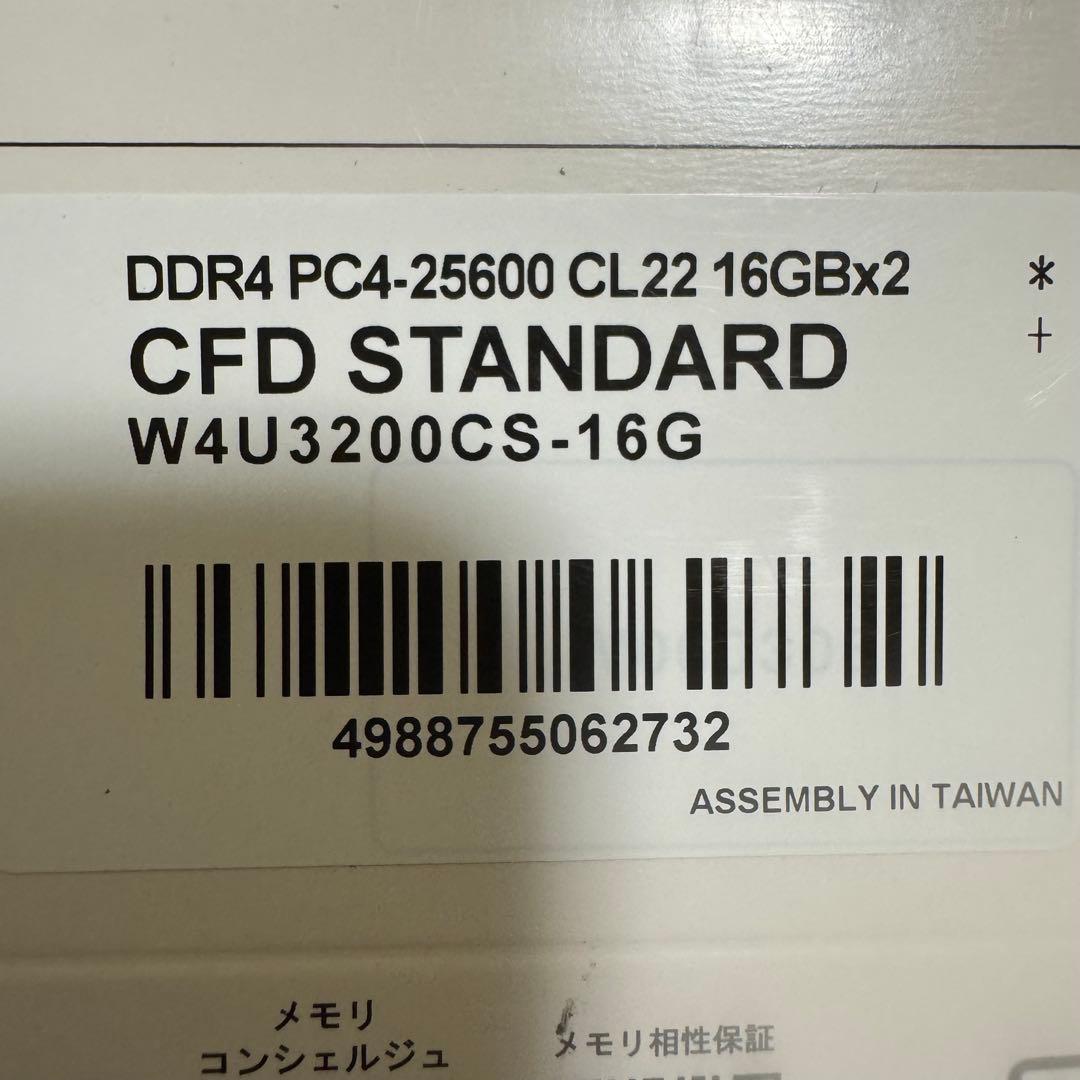 DDR4 PC4-25600 CL22 16GBx2
*
CFD STANDARD
+
W4U3200CS-16G
4988755062732
ASSEMBLY IN TAIWAN
メモリ
コンシェルジュ
メモリ相性保証